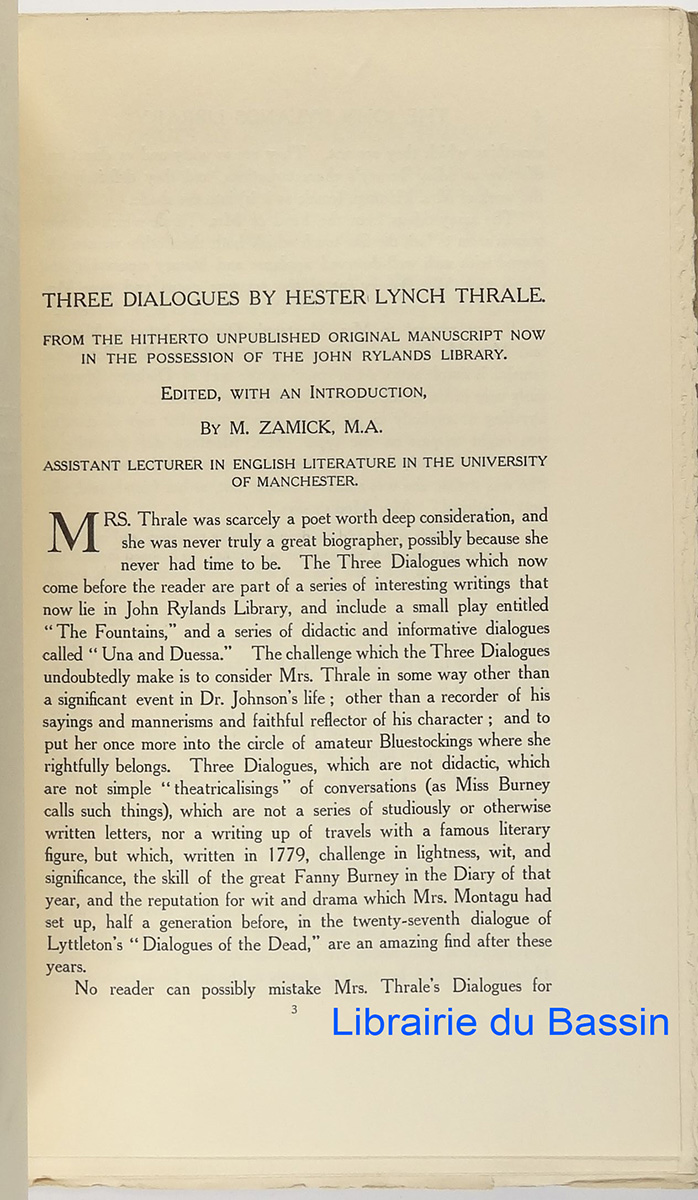 THREE DIALOGUES BY HESTER LYNCH THRALE.
FROM THE HITHERTO UNPUBLISHED ORIGINAL MANUSCRIPT NOW
IN THE POSSESSION OF THE JOHN RYLANDS LIBRARY.
EDITED, WITH AN INTRODUCTION,
BY M. ZAMICK, M.A.
ASSISTANT LECTURER IN ENGLISH LITERATURE IN THE UNIVERSITY
OF MANCHESTER.
MRS. Thrale was scarcely a poet worth deep consideration, and
she was never truly a great biographer, possibly because she
never had time to be. The Three Dialogues which now
come before the reader are part of a series of interesting writings that
now lie in John Rylands Library, and include a small play entitled
“The Fountains,” and a series of didactic and informative dialogues
called “Una and Duessa.” The challenge which the Three Dialogues
undoubtedly make is to consider Mrs. Thrale in some way other than
a significant event in Dr. Johnson's life; other than a recorder of his
sayings and mannerisms and faithful reflector of his character; and to
put her once more into the circle of amateur Bluestockings where she
rightfully belongs. Three Dialogues, which are not didactic, which
are not simple “theatricalisings” of conversations (as Miss Burney
calls such things), which are not a series of studiously or otherwise
written letters, nor a writing up of travels with a famous literary
figure, but which, written in 1779, challenge in lightness, wit, and
significance, the skill of the great Fanny Burney in the Diary of that
year, and the reputation for wit and drama which Mrs. Montagu had
set up, half a generation before, in the twenty-seventh dialogue of
Lyttleton's “Dialogues of the Dead,” are an amazing find after these
years.
No reader can possibly mistake Mrs. Thrale's Dialogues for
3
Librairie du Bassin